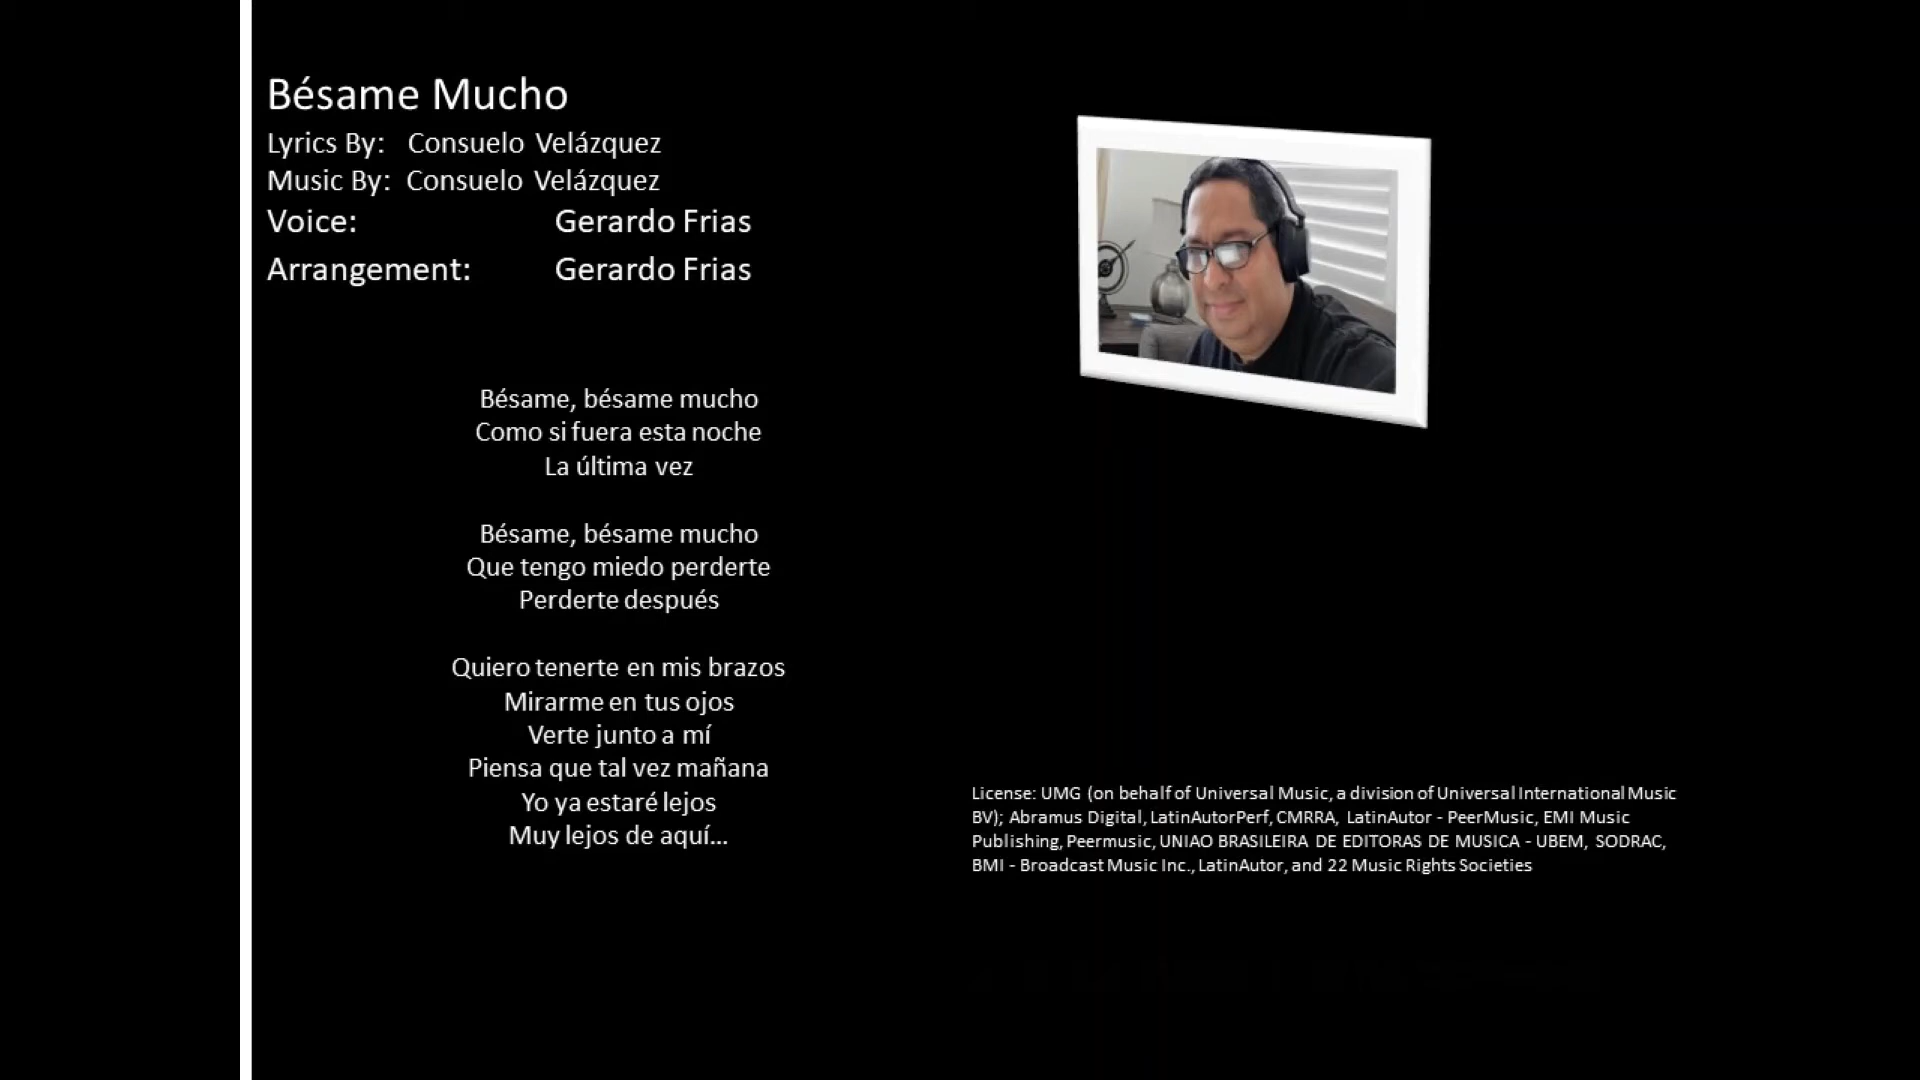 Bésame Mucho
Lyrics By: Consuelo Velázquez
Music By: Consuelo Velázquez
Voice: Gerardo Frias
Arrangement: Gerardo Frias
Bésame, bésame mucho
Como si fuera esta noche
La última vez
Bésame, bésame mucho
Que tengo miedo perderte
Perderte después
Quiero tenerte en mis brazos
Mirarme en tus ojos
Verte junto a mí
Piensa que tal vez mañana
Yo ya estaré lejos
Muy lejos de aquí...
License: UMG (on behalf of Universal Music, a division of Universal International Music
BV); Abramus Digital, LatinAutorPerf, CMRRA, LatinAutor - PeerMusic, EMI Music
Publishing, Peermusic, UNIAO BRASILEIRA DE EDITORAS DE MUSICA - UBEM, SODRAC,
BMI - Broadcast Music Inc., LatinAutor, and 22 Music Rights Societies